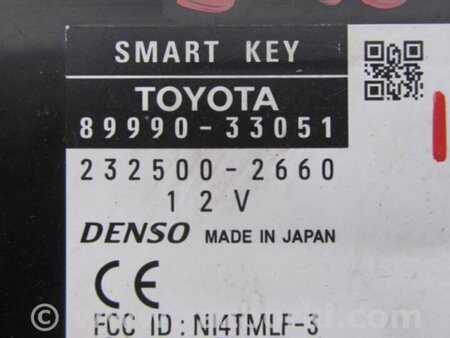 SMART KEY
TOYOTA
89990-33051
232500-2660
12V
DENSO MADE IN JAPAN
CE
FCC ID : NI4TMLF-3